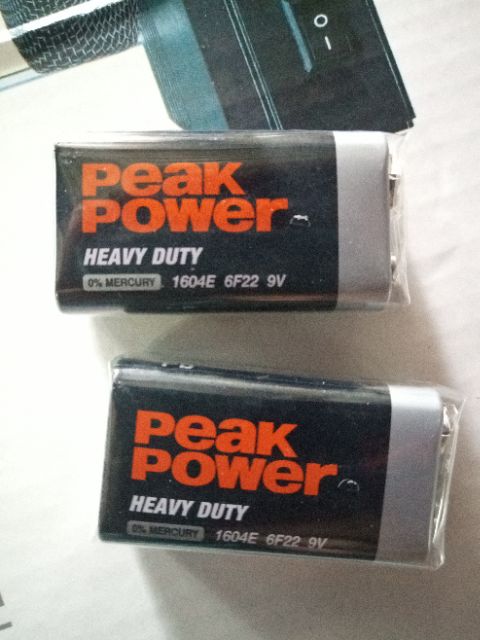 Peak
Power
HEAVY DUTY
0% MERCURY 1604E 6F22 9V
Peak
Power
HEAVY DUTY
0% MERCURY 1604E 6F22 9V